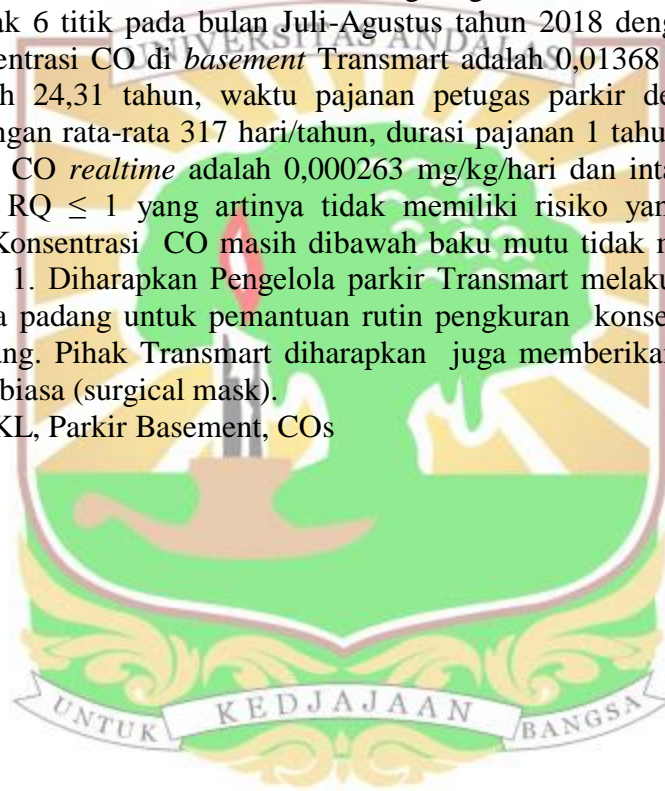 ak 6 titik pada bulan Juli-Agustus tahun 2018 deng
UNIVERSITAS ANDALAS
entrasi CO di basement Transmart adalah 0,01368
h 24,31 tahun, waktu pajanan petugas parkir de
ngan rata-rata 317 hari/tahun, durasi pajanan 1 tahu
CO realtime adalah 0,000263 mg/kg/hari dan inta
RQ ≤ 1 yang artinya tidak memiliki risiko yan
Konsentrasi CO masih dibawah baku mutu tidak
1. Diharapkan Pengelola parkir Transmart melaku
a padang untuk pemantuan rutin pengkuran konse
ang. Pihak Transmart diharapkan juga memberika
biasa (surgical mask).
KL, Parkir Basement, COs
UNTUK KEDJAJAAN BANGSA